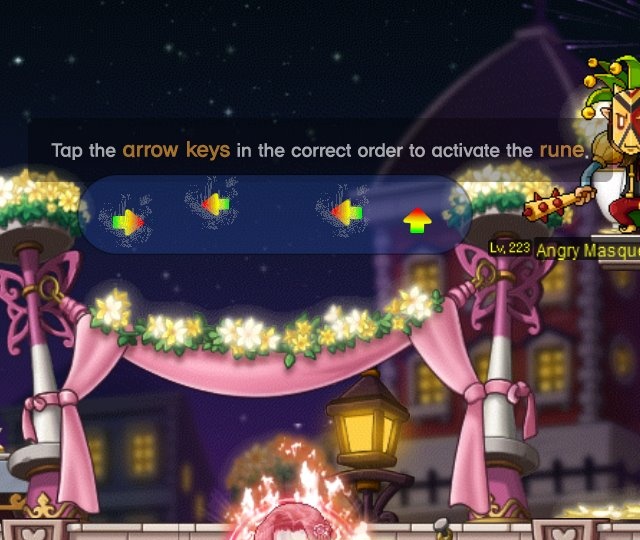 Tap the arrow keys in the correct order to activate the rune.
Lv. 223 Angry Masque